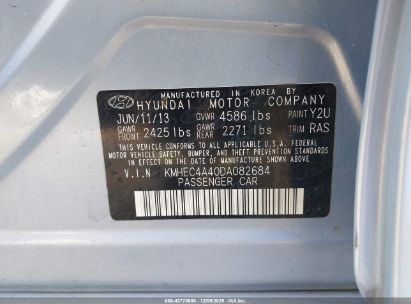 MANUFACTURED IN KOREA BY
HYUNDAI MOTOR COMPANY
JUN/11/13 GVWR 4586 lbs PAINT Y2U
GAWR FRONT 2425 lbs GAWR REAR 2271 lbs TRIM RAS
THIS VEHICLE CONFORMS TO ALL APPLICABLE
FEDERAL MOTOR VEHICLE SAFETY, BUMPER,
AND THEFT PREVENTION STANDARDS IN EFFECT
ON THE DATE OF MANUFACTURE SHOWN ABOVE.
V.I.N KMHEC4A40DA082684
PASSENGER CAR